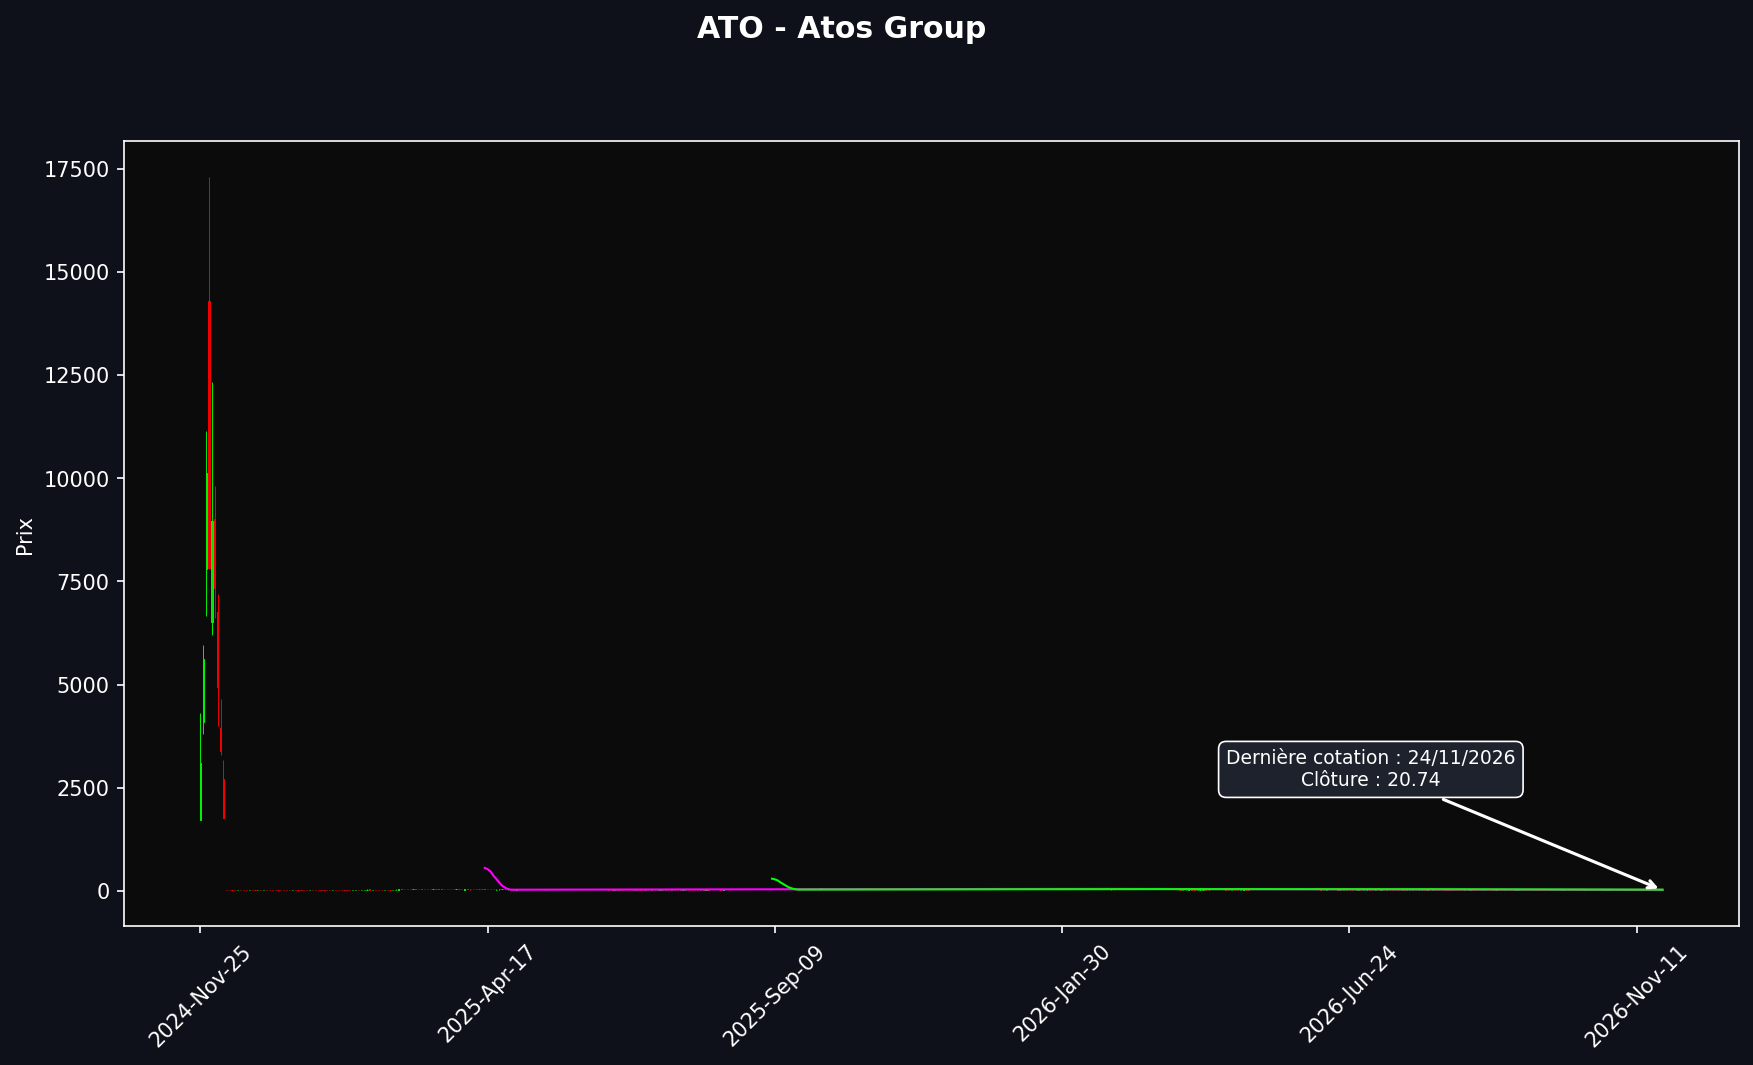 ATO - Atos Group
17500
15000
12500
10000
7500
5000
2500
0
Prix
Dernière cotation : 24/11/2026
Clôture : 20.74
2024-Nov-25
2025-Apr-17
2025-Sep-09
2026-Jan-30
2026-Jun-24
2026-Nov-11